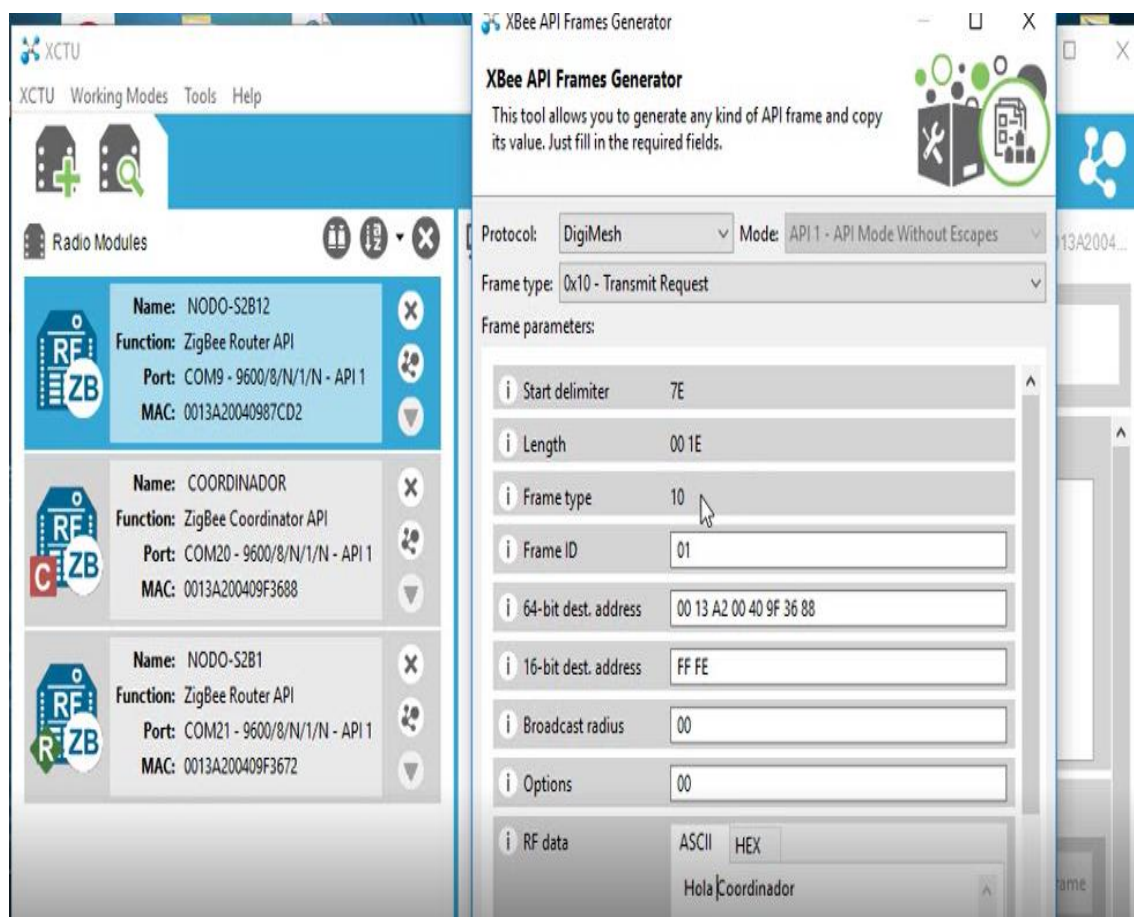 XCTU
XCTU Working Modes Tools Help
Radio Modules
Name: NODO-S2B12
Function: ZigBee Router API
Port: COM9 - 9600/8/N/1/N - API 1
MAC: 0013A20040987CD2
RF
ZB
Name: COORDINADOR
Function: ZigBee Coordinator API
Port: COM20 - 9600/8/N/1/N - API 1
MAC: 0013A200409F3688
RF
C ZB
Name: NODO-S2B1
Function: ZigBee Router API
Port: COM21 - 9600/8/N/1/N - API 1
MAC: 0013A200409F3672
RF
R ZB
XBee API Frames Generator
XBee API Frames Generator
This tool allows you to generate any kind of API frame and copy
its value. Just fill in the required fields.
Protocol: DigiMesh Mode: API 1 - API Mode Without Escapes
Frame type: 0x10 - Transmit Request
Frame parameters:
i Start delimiter 7E
i Length 00 1E
i Frame type 10
i Frame ID 01
i 64-bit dest. address 00 13 A2 00 40 9F 36 88
i 16-bit dest. address FF FE
i Broadcast radius 00
i Options 00
i RF data ASCII HEX
Hola Coordinador
13A2004...
ame